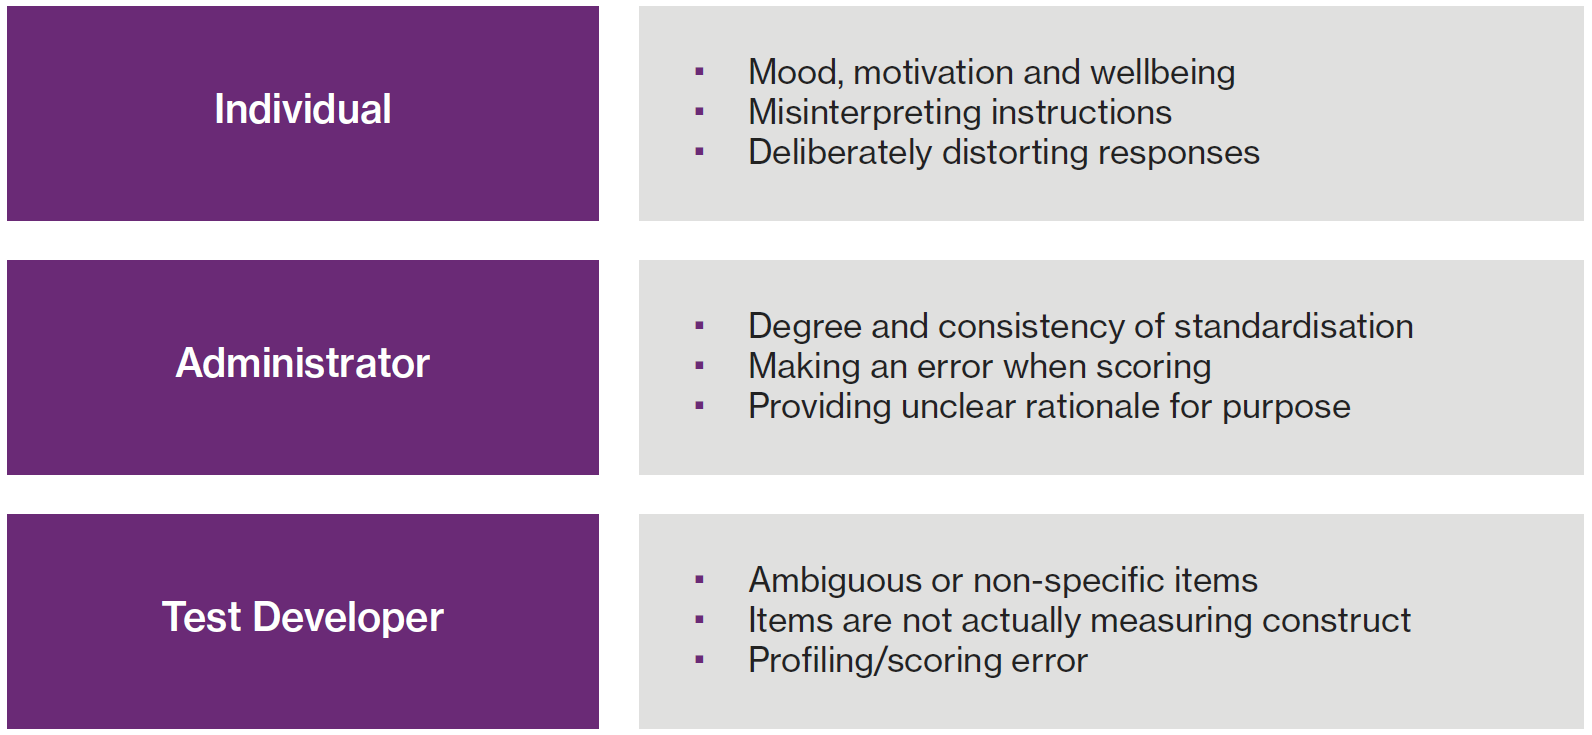 Individual
▪ Mood, motivation and wellbeing
▪ Misinterpreting instructions
▪ Deliberately distorting responses
Administrator
▪ Degree and consistency of standardisation
▪ Making an error when scoring
▪ Providing unclear rationale for purpose
Test Developer
▪ Ambiguous or non-specific items
▪ Items are not actually measuring construct
▪ Profiling/scoring error